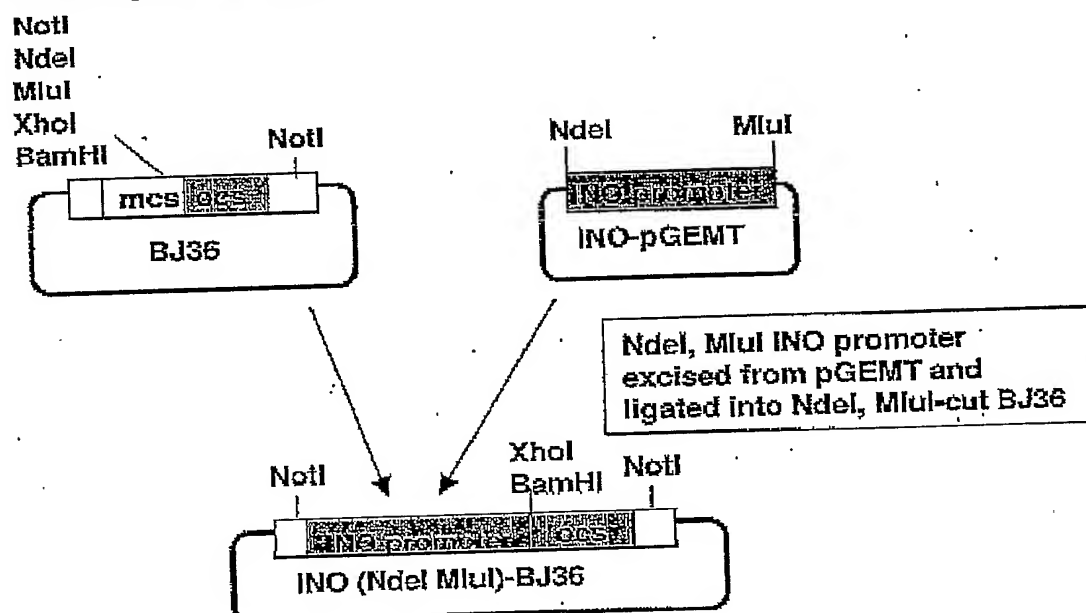 NotI
NdeI
MluI
XhoI
BamHI
NotI
mcs ocs
BJ36
NdeI MluI
INO promoter
INO-pGEMT
NdeI, MluI INO promoter
excised from pGEMT and
ligated into NdeI, MluI-cut BJ36
NotI
XhoI
BamHI
NotI
INO promoter ocs
INO (NdeI MluI)-BJ36